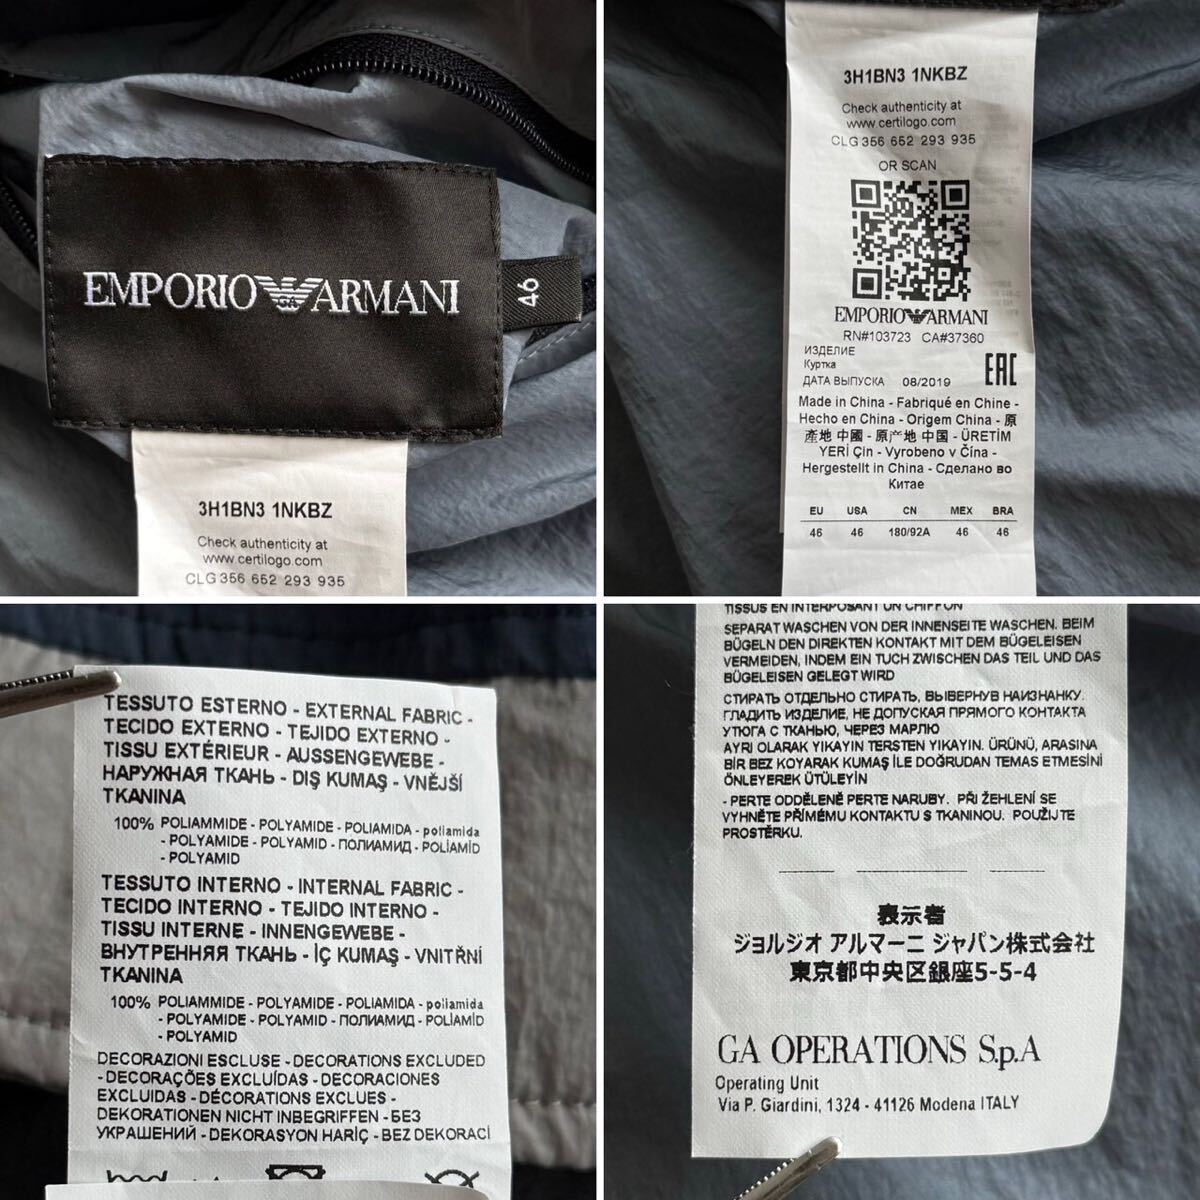 EMPORIO ARMANI
46
3H1BN3 1NKBZ
Check authenticity at
www.certilogo.com
CLG 356 652 293 935
3H1BN3 1NKBZ
Check authenticity at
www.certilogo.com
CLG 356 652 293 935
OR SCAN
EMPORIO ARMANI
RN#103723 CA#37360
ИЗДЕЛИЕ
Куртка
ДАТА ВЫПУСКА 08/2019
EAC
Made in China - Fabriqué en Chine -
Hecho en China - Origem China - 原
產地 中國 - 原产地 中国 - ÜRETİM
YERİ Çin - Vyrobeno v Čína -
Hergestellt in China - Сделано во
Китае
EU USA CN MEX BRA
46 46 180/92A 46 46
TESSUTO ESTERNO - EXTERNAL FABRIC -
TECIDO EXTERNO - TEJIDO EXTERNO -
TISSU EXTÉRIEUR - AUSSENGEWEBE -
НАРУЖНАЯ ТКАНЬ - DIŞ KUMAŞ - VNĚJŠÍ
TKANINA
100% POLIAMMIDE - POLYAMIDE - POLIAMIDA - poliamida
- POLYAMIDE - POLYAMID - ПОЛИАМИД - POLİAMİD
- POLYAMID
TESSUTO INTERNO - INTERNAL FABRIC -
TECIDO INTERNO - TEJIDO INTERNO -
TISSU INTERNE - INNENGEWEBE -
ВНУТРЕННЯЯ ТКАНЬ - İÇ KUMAŞ - VNITŘNÍ
TKANINA
100% POLIAMMIDE - POLYAMIDE - POLIAMIDA - poliamida
- POLYAMIDE - POLYAMID - ПОЛИАМИД - POLİAMİD
- POLYAMID
DECORAZIONI ESCLUSE - DECORATIONS EXCLUDED
- DECORAÇÕES EXCLUÍDAS - DECORACIONES
EXCLUIDAS - DÉCORATIONS EXCLUES -
DEKORATIONEN NICHT INBEGRIFFEN - БЕЗ
УКРАШЕНИЙ - DEKORASYON HARİÇ - BEZ DEKORACÍ
TISSUS EN INTERPOSANT UN CHIFFON
SEPARAT WASCHEN VON DER INNENSEITE WASCHEN. BEIM
BÜGELN DEN DIREKTEN KONTAKT MIT DEM BÜGELEISEN
VERMEIDEN, INDEM EIN TUCH ZWISCHEN DAS TEIL UND DAS
BÜGELEISEN GELEGT WIRD
СТИРАТЬ ОТДЕЛЬНО СТИРАТЬ, ВЫВЕРНУВ НАИЗНАНКУ.
ГЛАДИТЬ ИЗДЕЛИЕ, НЕ ДОПУСКАЯ ПРЯМОГО КОНТАКТА
УТЮГА С ТКАНЬЮ, ЧЕРЕЗ МАРЛЮ
AYRI OLARAK YIKAYIN TERSTEN YIKAYIN. ÜRÜNÜ, ARASINA
BİR BEZ KOYARAK KUMAŞ İLE DOĞRUDAN TEMAS ETMESİNİ
ÖNLEYEREK ÜTÜLEYİN
- PERTE ODDĚLENĚ PERTE NARUBY. PŘI ŽEHLENÍ SE
VYHNĚTE PŘÍMÉMU KONTAKTU S TKANINOU. POUŽIJTE
PROSTĚRKU.
表示者
ジョルジオ アルマーニ ジャパン株式会社
東京都中央区銀座5-5-4
GA OPERATIONS S.p.A
Operating Unit
Via P. Giardini, 1324 - 41126 Modena ITALY